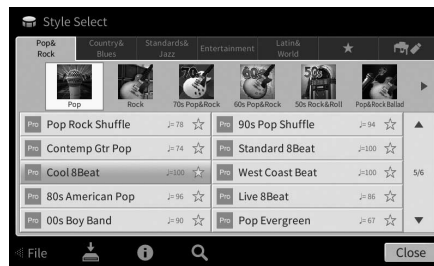 Style Select
Pop& Rock
Country& Blues
Standards& Jazz
Entertainment
Latin& World
Pop
Rock
70s Pop&Rock
60s Pop&Rock
50s Rock&Roll
Pop&Rock Ballad
Pro Pop Rock Shuffle ♩= 78 ☆
Pro 90s Pop Shuffle ♩= 94 ☆
Pro Contemp Gtr Pop ♩= 74 ☆
Pro Standard 8Beat ♩=100 ☆
Pro Cool 8Beat ♩=100 ☆
Pro West Coast Beat ♩=100 ☆
5/6
Pro 80s American Pop ♩= 96 ☆
Pro Live 8Beat ♩= 86 ☆
Pro 00s Boy Band ♩= 90 ☆
Pro Pop Evergreen ♩= 67 ☆
File
Close